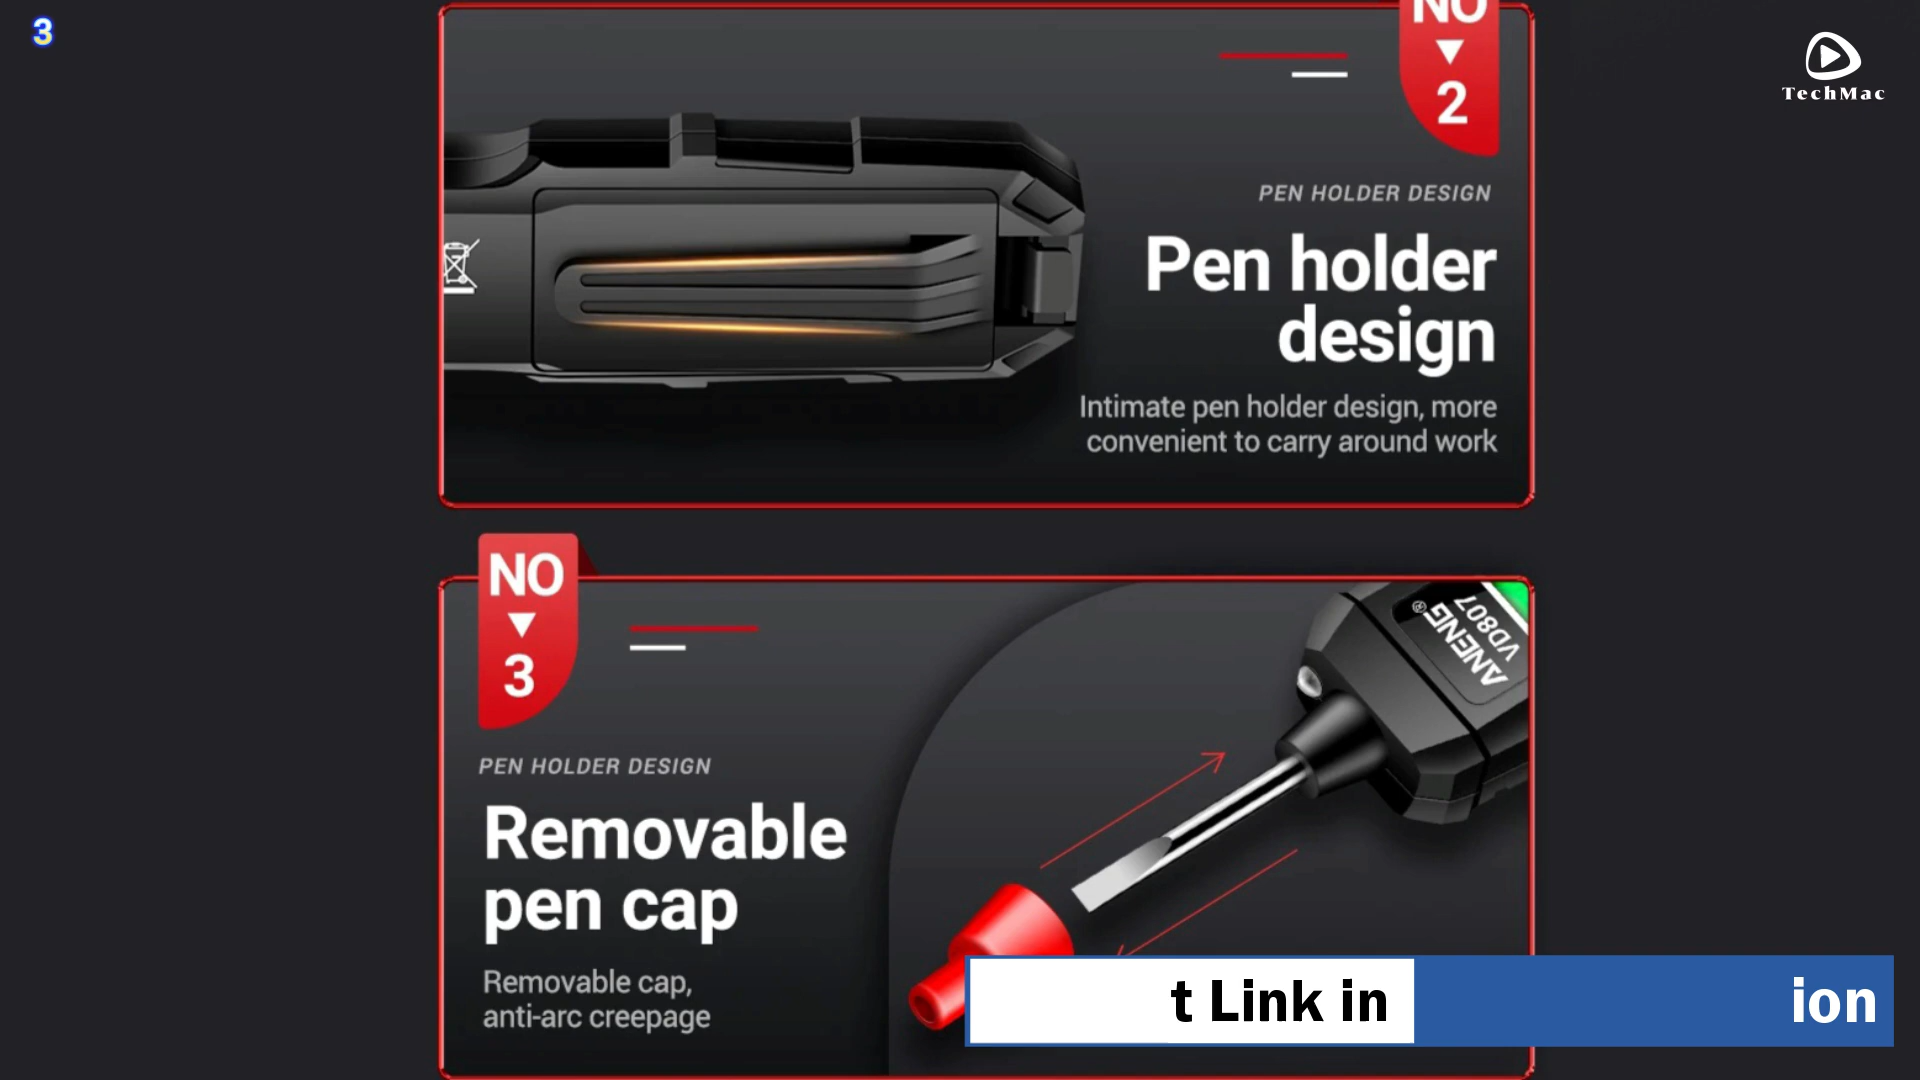 3
TechMac
NO
2
PEN HOLDER DESIGN
Pen holder
design
Intimate pen holder design, more
convenient to carry around work
NO
3
PEN HOLDER DESIGN
Removable
pen cap
Removable cap,
anti-arc creepage
ANENG®
VD807
t Link in
ion